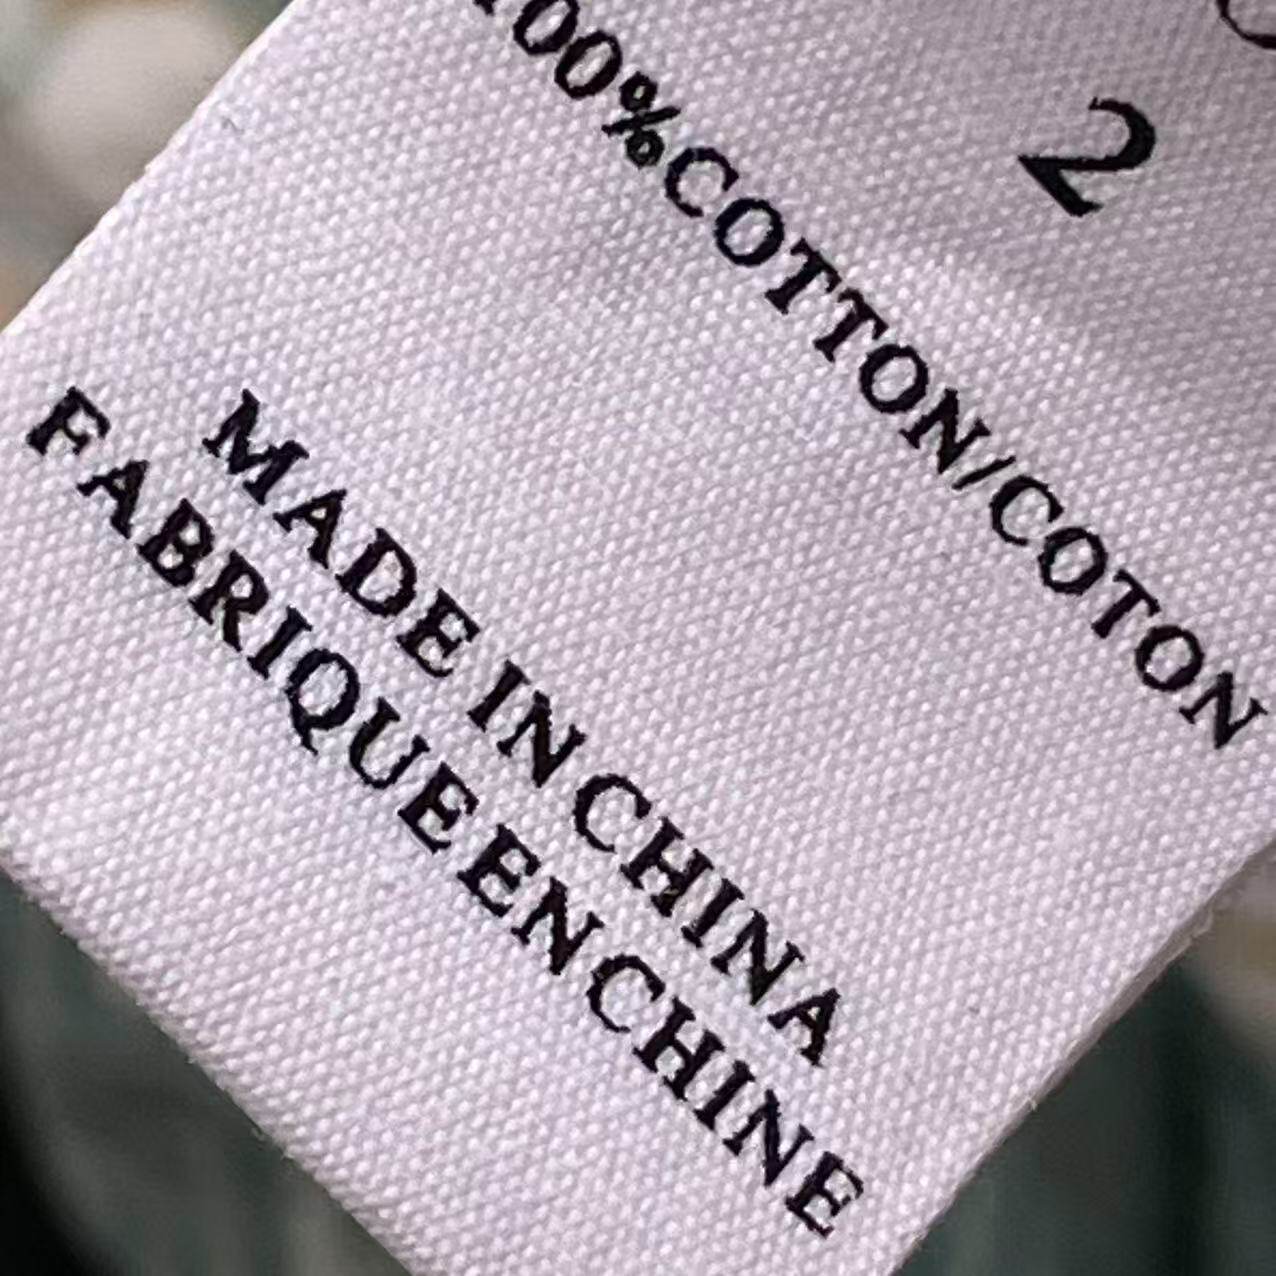 2
100%COTTON/COTON
MADE IN CHINA
FABRIQUE EN CHINE